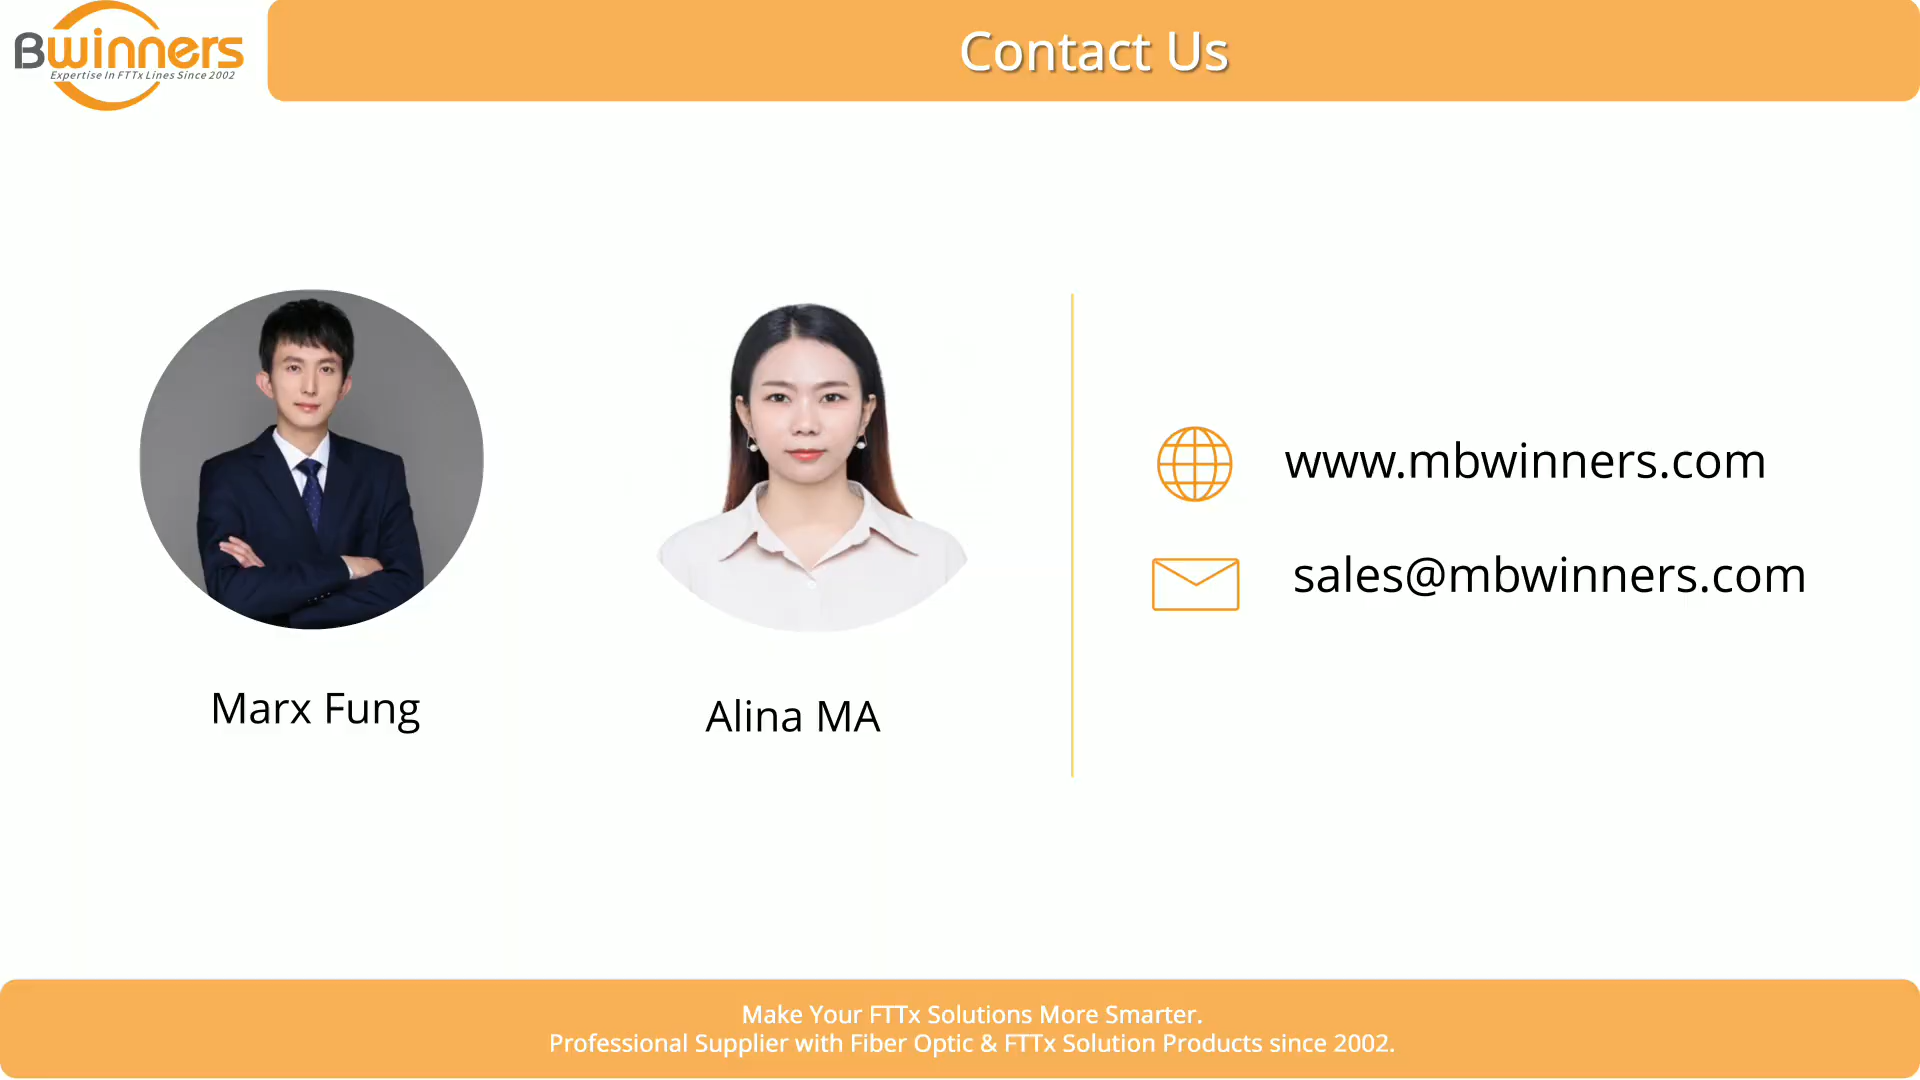 Bwinners
Expertise In FTTx Lines Since 2002
Contact Us
www.mbwinners.com
sales@mbwinners.com
Marx Fung
Alina MA
Make Your FTTx Solutions More Smarter.
Professional Supplier with Fiber Optic & FTTx Solution Products since 2002.